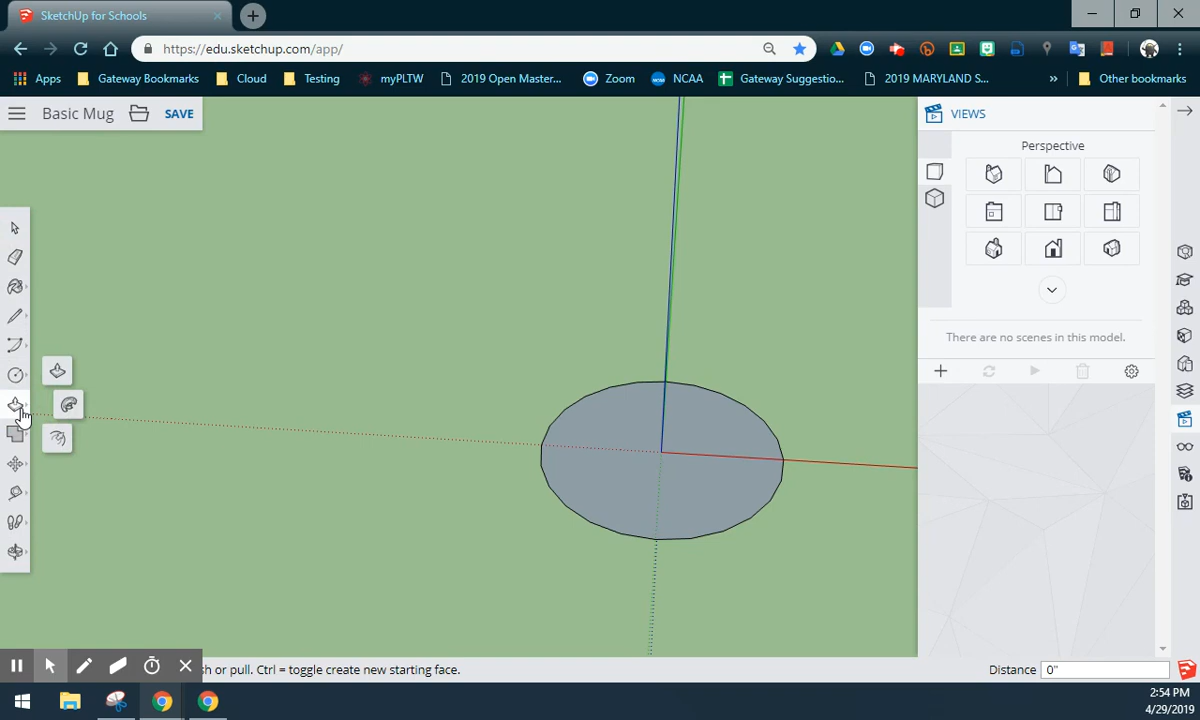 SketchUp for Schools
https://edu.sketchup.com/app/
Apps
Gateway Bookmarks
Cloud
Testing
myPLTW
2019 Open Master...
Zoom
NCAA
Gateway Suggestio...
2019 MARYLAND S...
»
Other bookmarks
Basic Mug
SAVE
VIEWS
Perspective
There are no scenes in this model.
sh or pull. Ctrl = toggle create new starting face.
Distance
0"
2:54 PM
4/29/2019